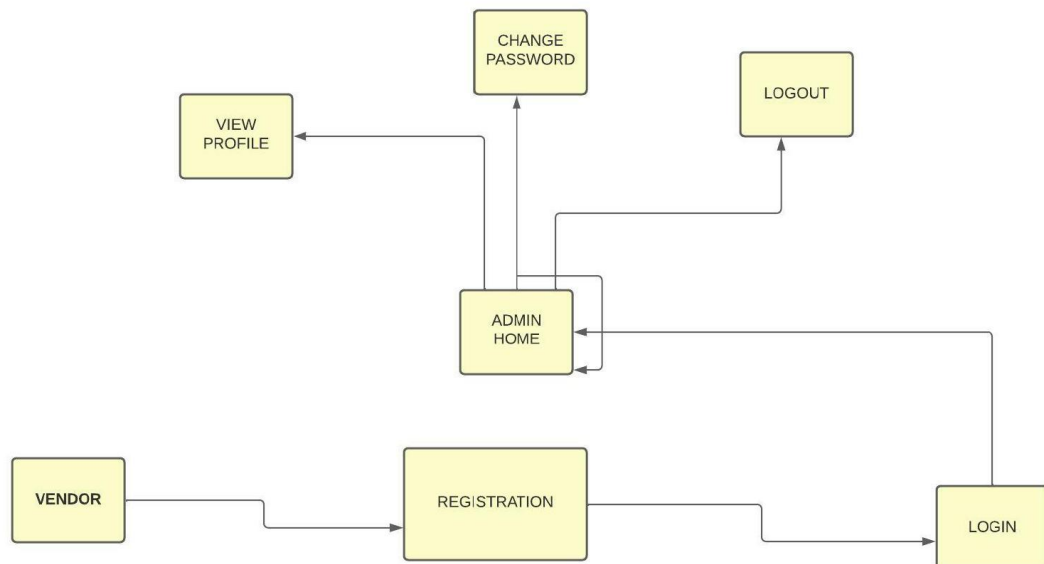 CHANGE
PASSWORD
LOGOUT
VIEW
PROFILE
ADMIN
HOME
VENDOR
REGISTRATION
LOGIN